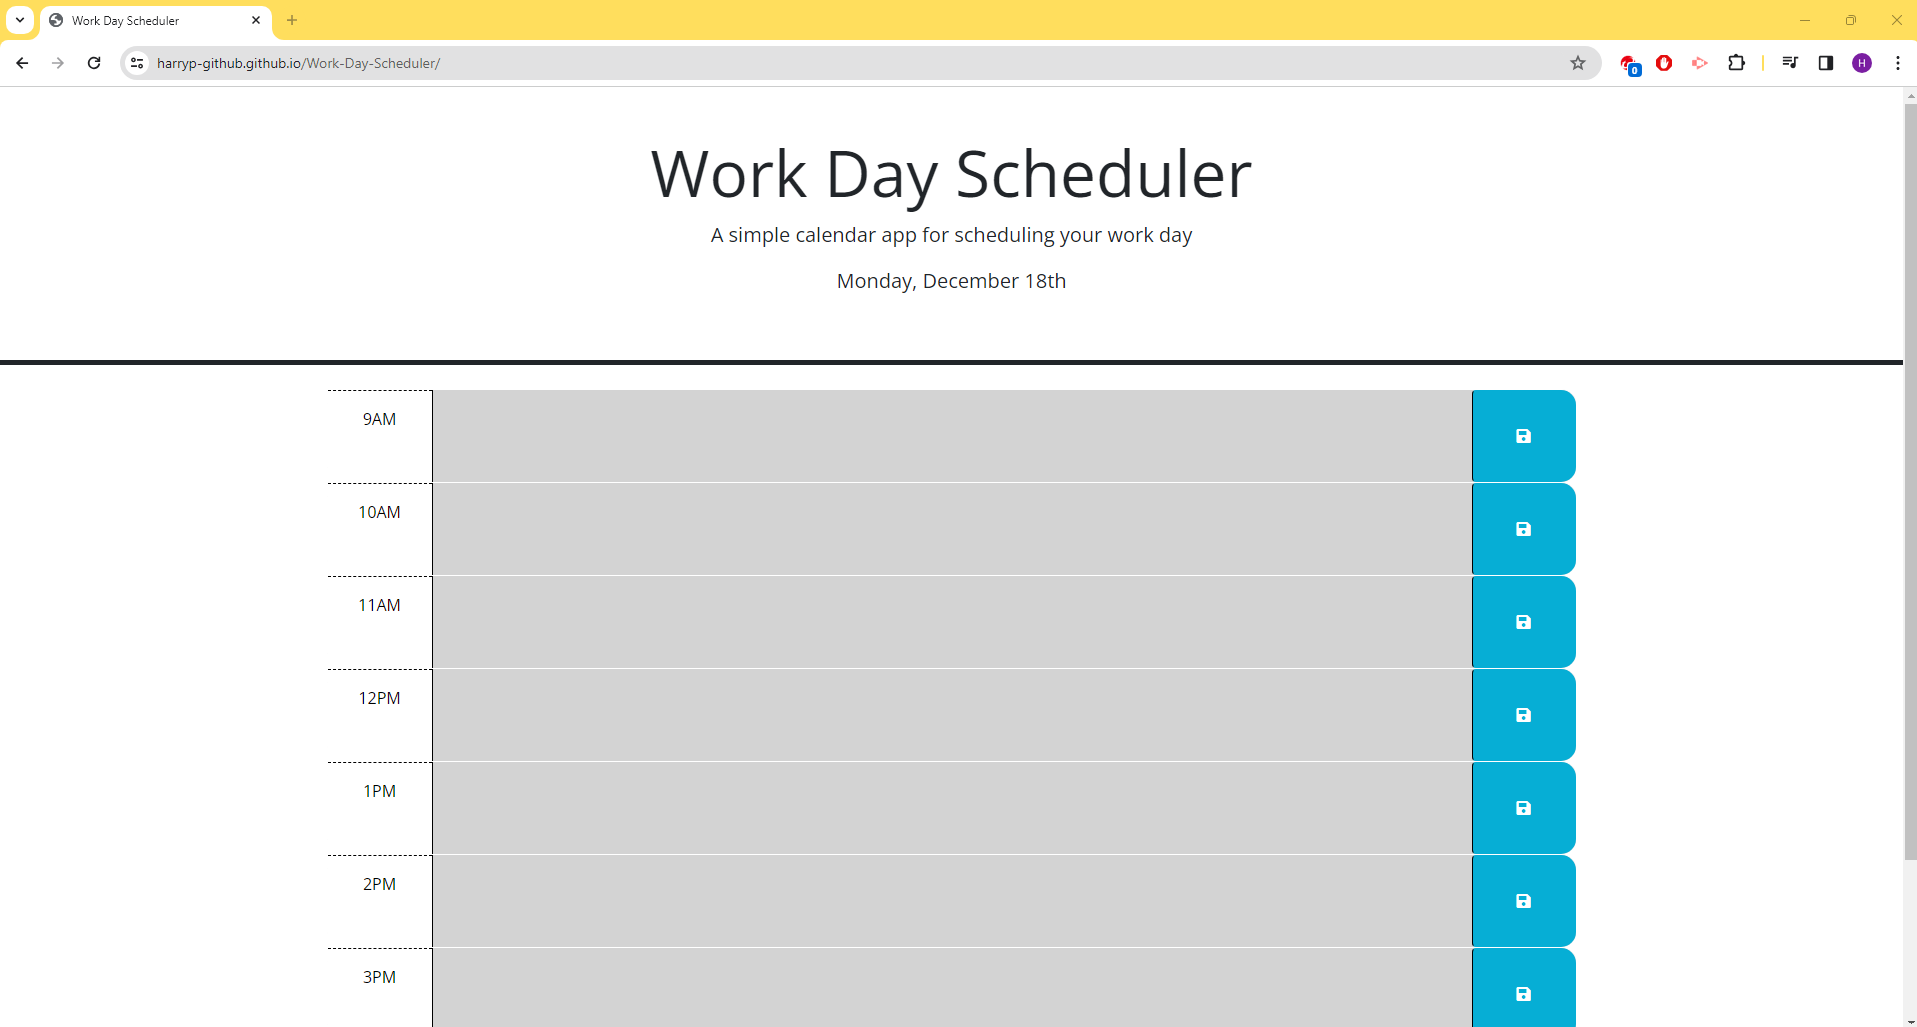 Work Day Scheduler
harryp-github.github.io/Work-Day-Scheduler/
0
H
Work Day Scheduler
A simple calendar app for scheduling your work day
Monday, December 18th
9AM
10AM
11AM
12PM
1PM
2PM
3PM